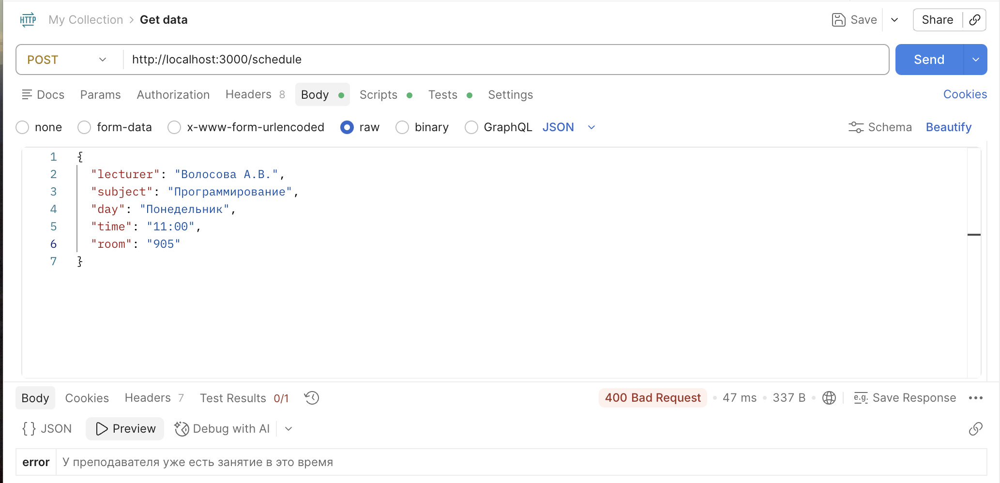 HTTP My Collection > Get data Save Share
POST http://localhost:3000/schedule Send
Docs Params Authorization Headers 8 Body Scripts Tests Settings Cookies
none form-data x-www-form-urlencoded raw binary GraphQL JSON Schema Beautify
1 {
2 "lecturer": "Волосова А.В.",
3 "subject": "Программирование",
4 "day": "Понедельник",
5 "time": "11:00",
6 "room": "905"
7 }
Body Cookies Headers 7 Test Results 0/1 400 Bad Request • 47 ms • 337 B • e.g. Save Response
{} JSON Preview Debug with AI
error У преподавателя уже есть занятие в это время